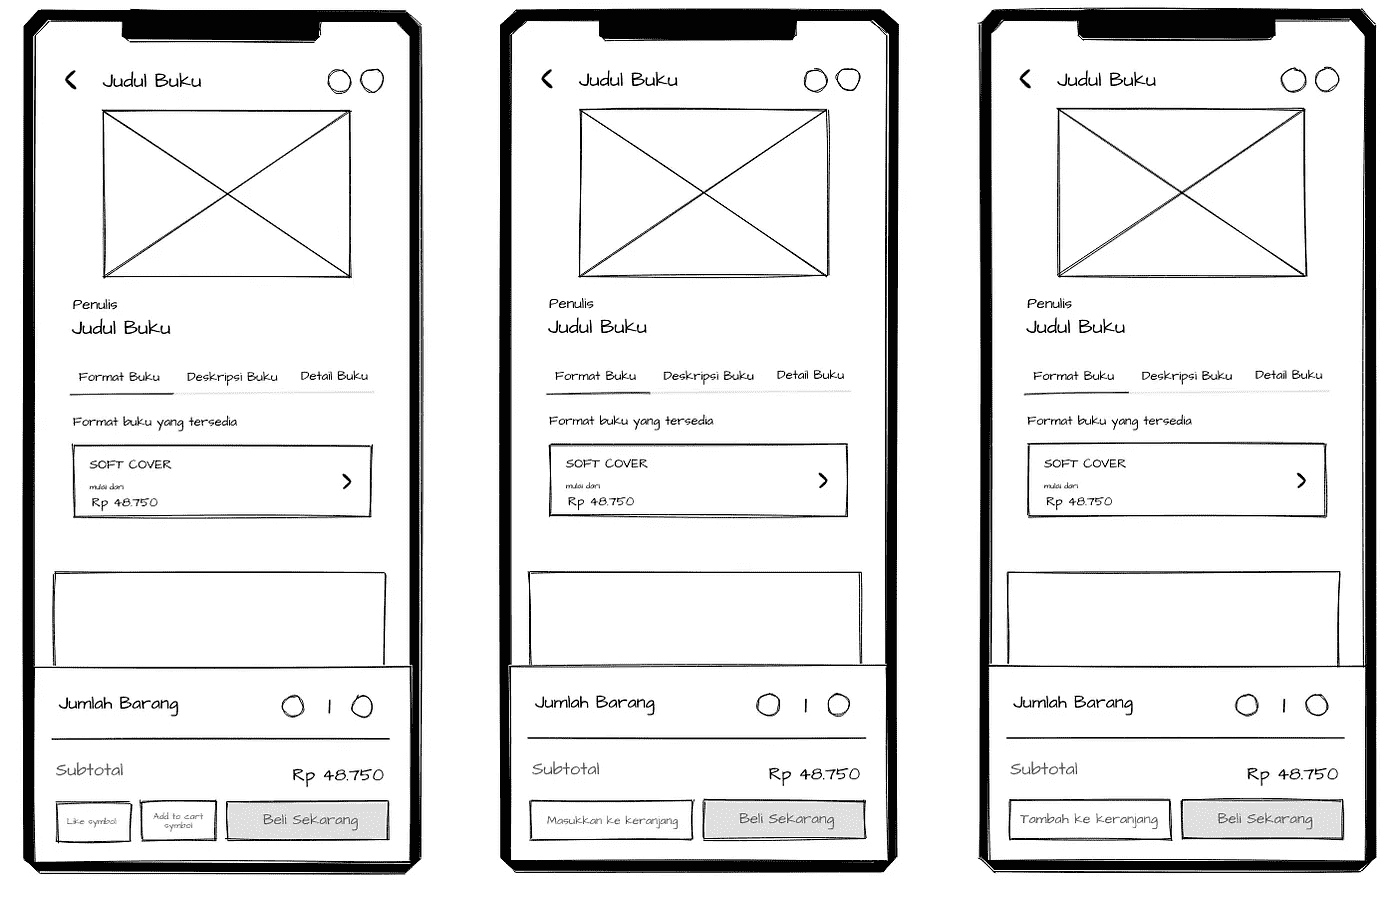 Judul Buku
Penulis
Judul Buku
Format Buku Deskripsi Buku Detail Buku
Format buku yang tersedia
SOFT COVER
mulai dari
Rp 48.750
Jumlah Barang 1
Subtotal Rp 48.750
Like symbol Add to cart symbol Beli Sekarang
Judul Buku
Penulis
Judul Buku
Format Buku Deskripsi Buku Detail Buku
Format buku yang tersedia
SOFT COVER
mulai dari
Rp 48.750
Jumlah Barang 1
Subtotal Rp 48.750
Masukkan ke keranjang Beli Sekarang
Judul Buku
Penulis
Judul Buku
Format Buku Deskripsi Buku Detail Buku
Format buku yang tersedia
SOFT COVER
mulai dari
Rp 48.750
Jumlah Barang 1
Subtotal Rp 48.750
Tambah ke keranjang Beli Sekarang